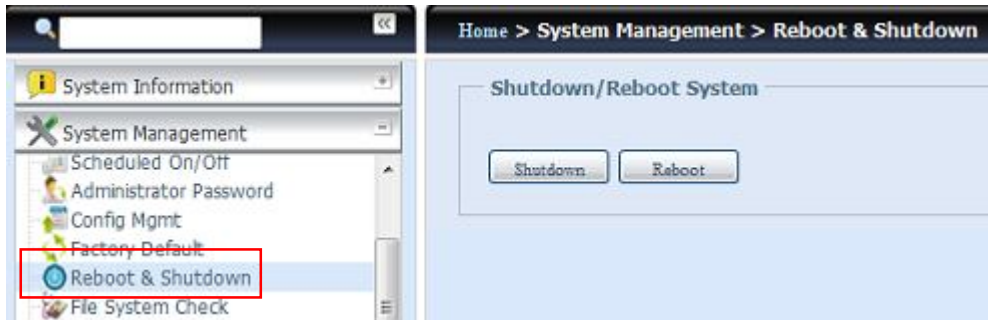 Home > System Management > Reboot & Shutdown
System Information
System Management
Scheduled On/Off
Administrator Password
Config Mgmt
Factory Default
Reboot & Shutdown
File System Check
Shutdown/Reboot System
Shutdown
Reboot